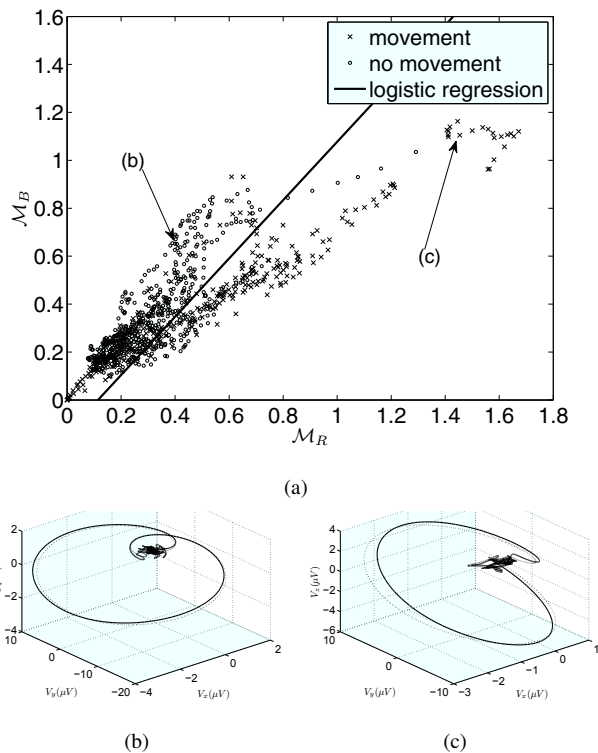 1.6
1.4
1.2
1
0.8
0.6
0.4
0.2
0
M_B
movement
no movement
logistic regression
(b)
(c)
0 0.2 0.4 0.6 0.8 1 1.2 1.4 1.6 1.8
M_R
(a)
2
0
−2
−4
10
0
−10
−20
V_y(μV)
−4
−2
0
2
V_x(μV)
4
2
0
−2
−4
−6
V_z(μV)
10
0
−10
V_y(μV)
−3
−2
−1
0
1
V_x(μV)
(b) (c)